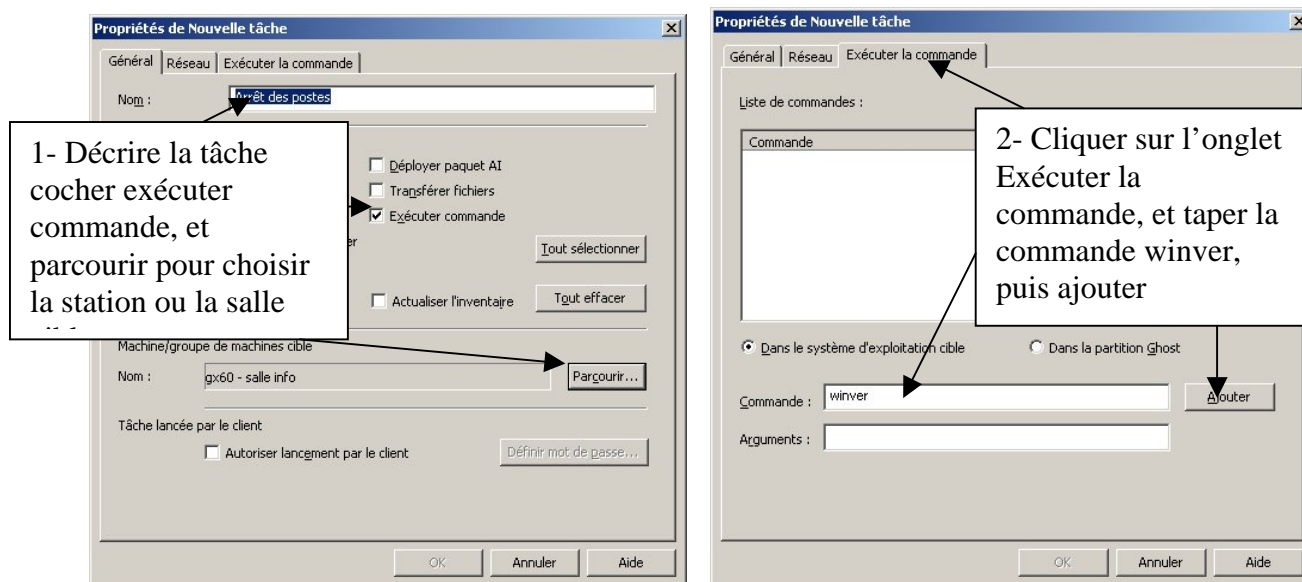 Propriétés de Nouvelle tâche
Général
Réseau
Exécuter la commande
Nom :
Arrêt des postes
1- Décrire la tâche
cocher exécuter
commande, et
parcourir pour choisir
la station ou la salle
Déployer paquet AI
Transférer fichiers
Exécuter commande
Tout sélectionner
Actualiser l'inventaire
Tout effacer
Machine/groupe de machines cible
Nom :
gx60 - salle info
Parcourir...
Tâche lancée par le client
Autoriser lancement par le client
Définir mot de passe...
OK
Annuler
Aide
Propriétés de Nouvelle tâche
Général
Réseau
Exécuter la commande
Liste de commandes :
Commande
2- Cliquer sur l’onglet
Exécuter la
commande, et taper la
commande winver,
puis ajouter
Dans le système d'exploitation cible
Dans la partition Ghost
Commande :
winver
Ajouter
Arguments :
OK
Annuler
Aide